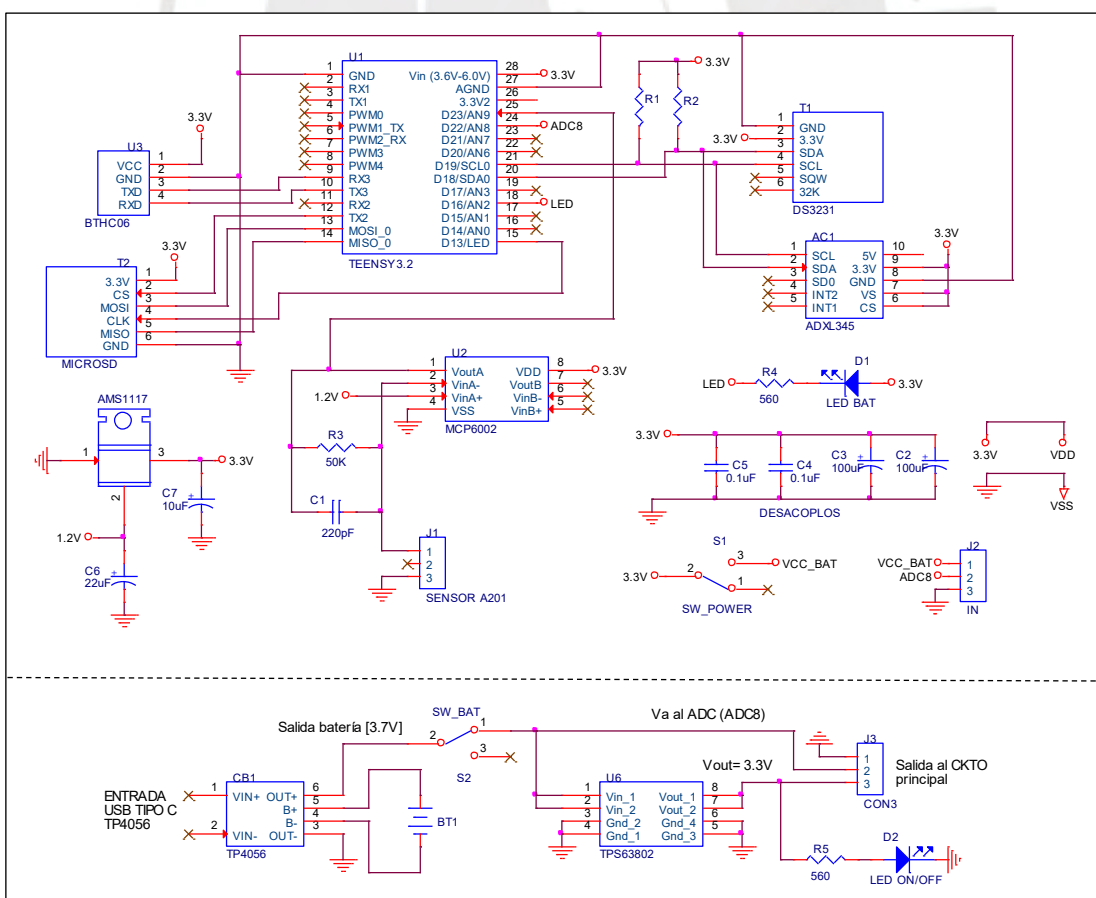 U1
TEENSY3.2
1 GND
2 RX1
3 TX1
4 PWM0
5 PWM1_TX
6 PWM2_RX
7 PWM3
8 PWM4
9 RX3
10 TX3
11 RX2
12 TX2
13 MOSI_0
14 MISO_0
Vin (3.6V-6.0V) 28 3.3V
AGND 27
3.3V2 26
D23/AN9 25
D22/AN8 24 ADC8
D21/AN7 23
D20/AN6 22
D19/SCL0 21
D18/SDA0 20
D17/AN3 19
D16/AN2 18 LED
D15/AN1 17
D14/AN0 16
D13/LED 15
3.3V
U3
VCC 1
GND 2
TXD 3
RXD 4
BTHC06
3.3V
T2
3.3V 1
CS 2
MOSI 3
CLK 4
MISO 5
GND 6
MICROSD
3.3V
R1
R2
T1
1 GND
3.3V 2 3.3V
3 SDA
4 SCL
5 SQW
6 32K
DS3231
AC1
3.3V
1 SCL
2 SDA
3 SD0
4 INT2
5 INT1
5V 10
3.3V 9
GND 8
VS 7
CS 6
ADXL345
U2
1 VoutA
2 VinA-
1.2V 3 VinA+
4 VSS
VDD 8 3.3V
VoutB 7
VinB- 6
VinB+ 5
MCP6002
LED
R4
560
D1
LED BAT
3.3V
AMS1117
1
3
2
3.3V
C7
10uF
1.2V
C6
22uF
R3
50K
C1
220pF
J1
1
2
3
SENSOR A201
3.3V
C5
0.1uF
C4
0.1uF
C3
100uF
C2
100uF
DESACOPLOS
3.3V
VDD
VSS
S1
3.3V
2
3
1
VCC_BAT
SW_POWER
J2
VCC_BAT 1
ADC8 2
3
IN
Salida batería [3.7V]
SW_BAT
2
1
3
S2
Va al ADC (ADC8)
ENTRADA
USB TIPO C
TP4056
CB1
1 VIN+
2 VIN-
OUT+ 6
B+ 5
B- 4
OUT- 3
TP4056
BT1
Vout= 3.3V
U6
1 Vin_1
2 Vin_2
3 Gnd_2
4 Gnd_1
Vout_1 8
Vout_2 7
Gnd_4 6
Gnd_3 5
TPS63802
J3
1
2
3
CON3
Salida al CKTO
principal
R5
560
D2
LED ON/OFF